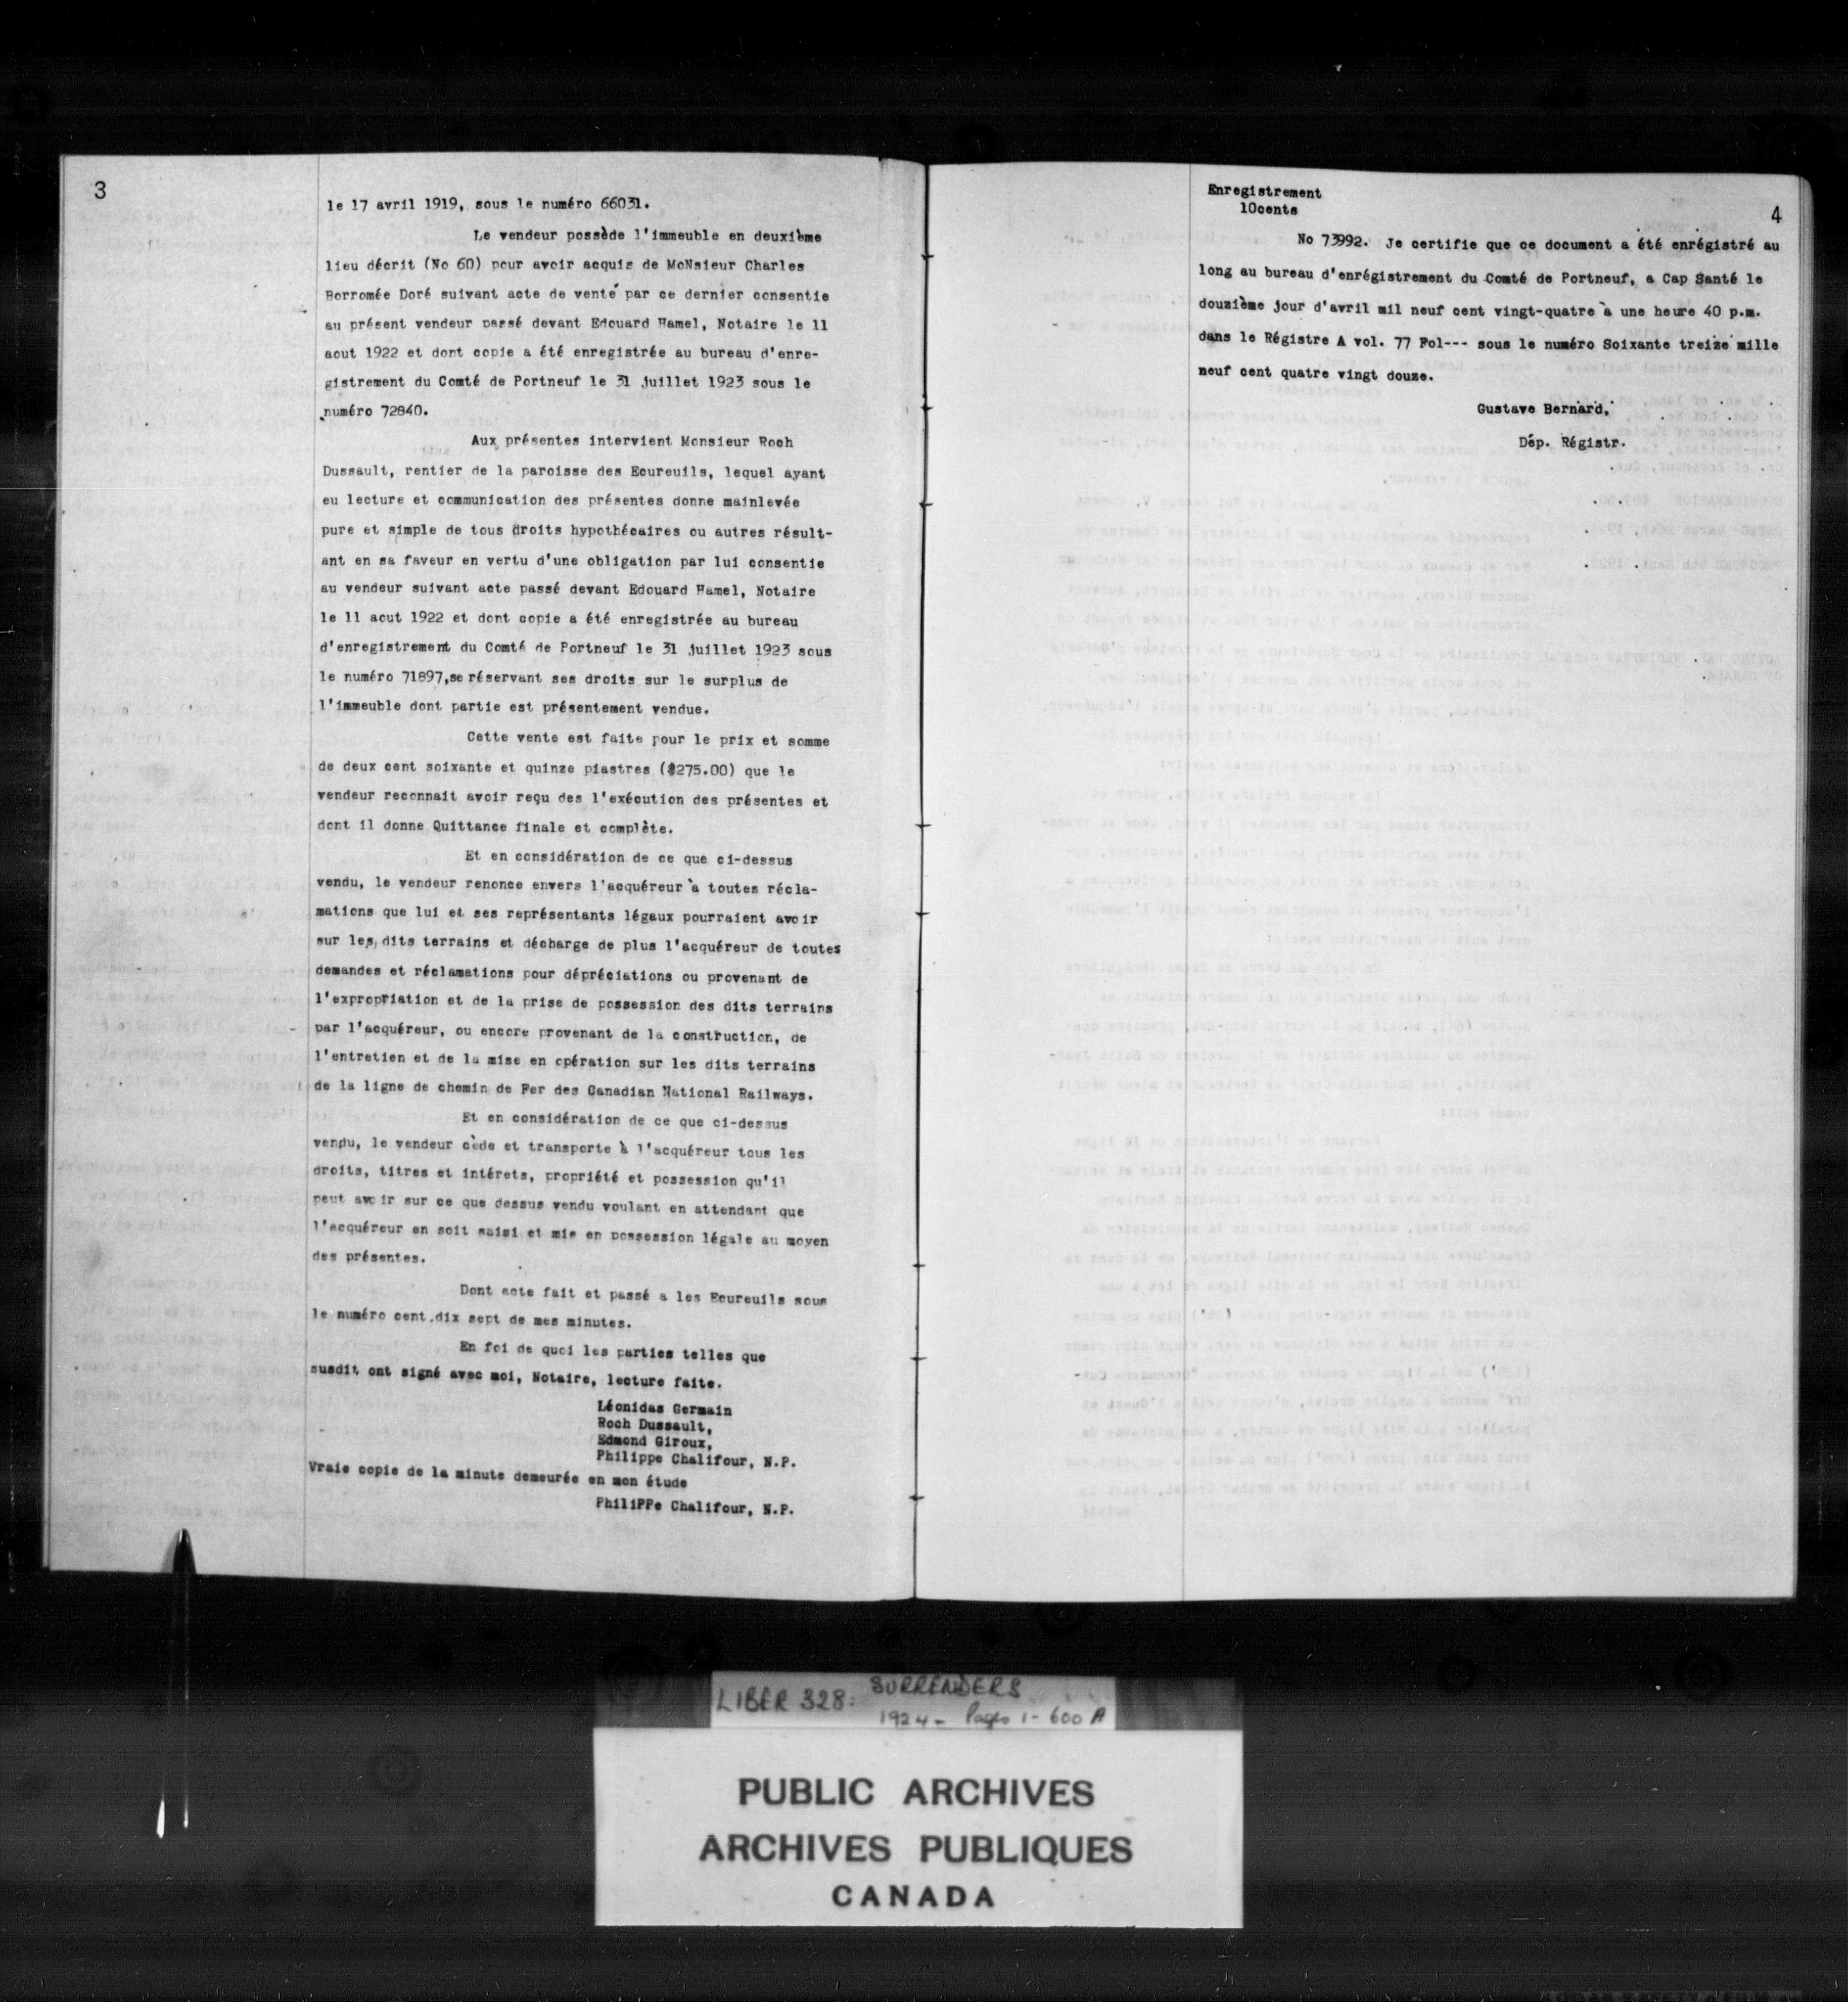 3
le 17 avril 1919, sous le numéro 66031.
Le vendeur possède l'immeuble en deuxième
lieu décrit (No 60) pour avoir acquis de MoNsieur Charles
Borromée Doré suivant acte de vente par ce dernier consentie
au présent vendeur passé devant Edouard Hamel, Notaire le 11
aout 1922 et dont copie a été enregistrée au bureau d'enre-
gistrement du Comté de Portneuf le 31 juillet 1923 sous le
numéro 72840.
Aux présentes intervient Monsieur Roch
Dussault, rentier de la paroisse des Ecureuils, lequel ayant
eu lecture et communication des présentes donne mainlevée
pure et simple de tous droits hypothécaires ou autres résult-
ant en sa faveur en vertu d'une obligation par lui consentie
au vendeur suivant acte passé devant Edouard Hamel, Notaire
le 11 aout 1922 et dont copie a été enregistrée au bureau
d'enregistrement du Comté de Portneuf le 31 juillet 1923 sous
le numéro 71897,se réservant ses droits sur le surplus de
l'immeuble dont partie est présentement vendue.
Cette vente est faite pour le prix et somme
de deux cent soixante et quinze piastres ($275.00) que le
vendeur reconnait avoir reçu des l'exécution des présentes et
dont il donne Quittance finale et complète.
Et en considération de ce que ci-dessus
vendu, le vendeur renonce envers l'acquéreur à toutes récla-
mations que lui et ses représentants légaux pourraient avoir
sur les dits terrains et décharge de plus l'acquéreur de toutes
demandes et réclamations pour dépréciations ou provenant de
l'expropriation et de la prise de possession des dits terrains
par l'acquéreur, ou encore provenant de la construction, de
l'entretien et de la mise en opération sur les dits terrains
de la ligne de chemin de Fer des Canadian National Railways.
Et en considération de ce que ci-dessus
vendu, le vendeur cède et transporte à l'acquéreur tous les
droits, titres et intérets, propriété et possession qu'il
peut avoir sur ce que dessus vendu voulant en attendant que
l'acquéreur en soit saisi et mis en possession légale au moyen
des présentes.
Dont acte fait et passé a les Ecureuils sous
le numéro cent.dix sept de mes minutes.
En foi de quoi les parties telles que
susdit ont signé avec moi, Notaire, lecture faite.
Léonidas Germain
Roch Dussault,
Edmond Giroux,
Philippe Chalifour, N.P.
Vraie copie de la minute demeurée en mon étude
PhiliPPe Chalifour, N.P.
Enregistrement
10cents
4
No 73992. Je certifie que ce document a été enrégistré au
long au bureau d'enrégistrement du Comté de Portneuf, a Cap Santé le
douzième jour d'avril mil neuf cent vingt-quatre à une heure 40 p.m.
dans le Régistre A vol. 77 Fol--- sous le numéro Soixante treize mille
neuf cent quatre vingt douze.
Gustave Bernard,
Dép. Régistr.
LIBER 328: SURRENDERS
1924- Pages 1-600 A
PUBLIC ARCHIVES
ARCHIVES PUBLIQUES
CANADA